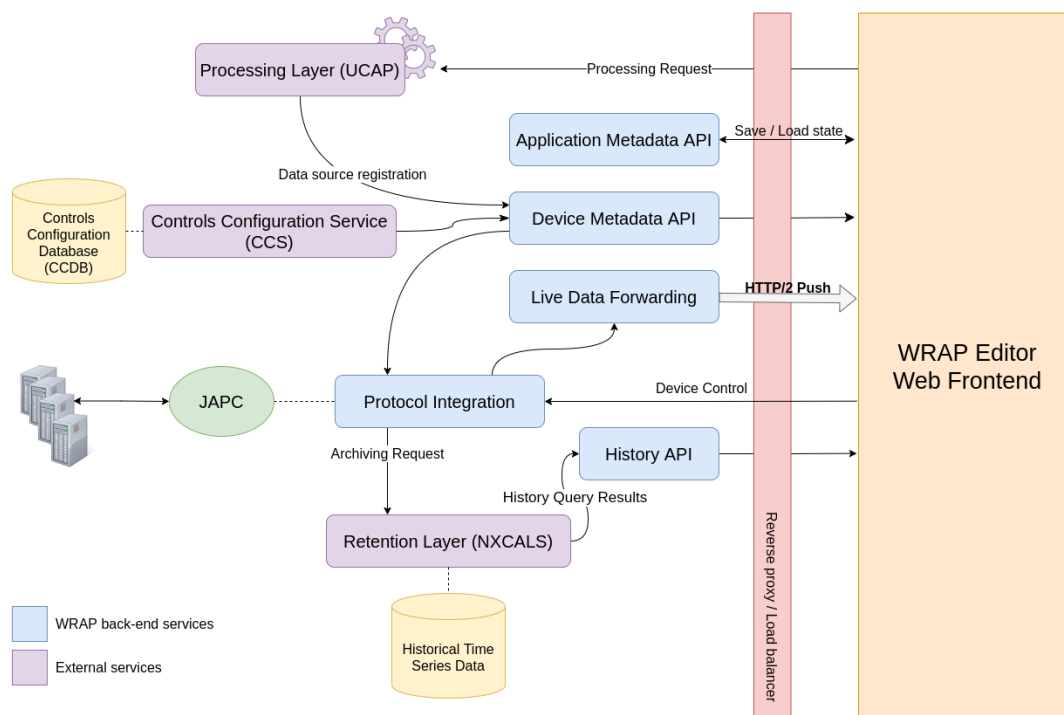 Processing Layer (UCAP)
Processing Request
Application Metadata API
Save / Load state
Data source registration
Controls
Configuration
Database
(CCDB)
Controls Configuration Service
(CCS)
Device Metadata API
Live Data Forwarding
HTTP/2 Push
WRAP Editor
Web Frontend
JAPC
Protocol Integration
Device Control
Archiving Request
History API
History Query Results
Retention Layer (NXCALS)
Reverse proxy / Load balancer
Historical Time
Series Data
WRAP back-end services
External services